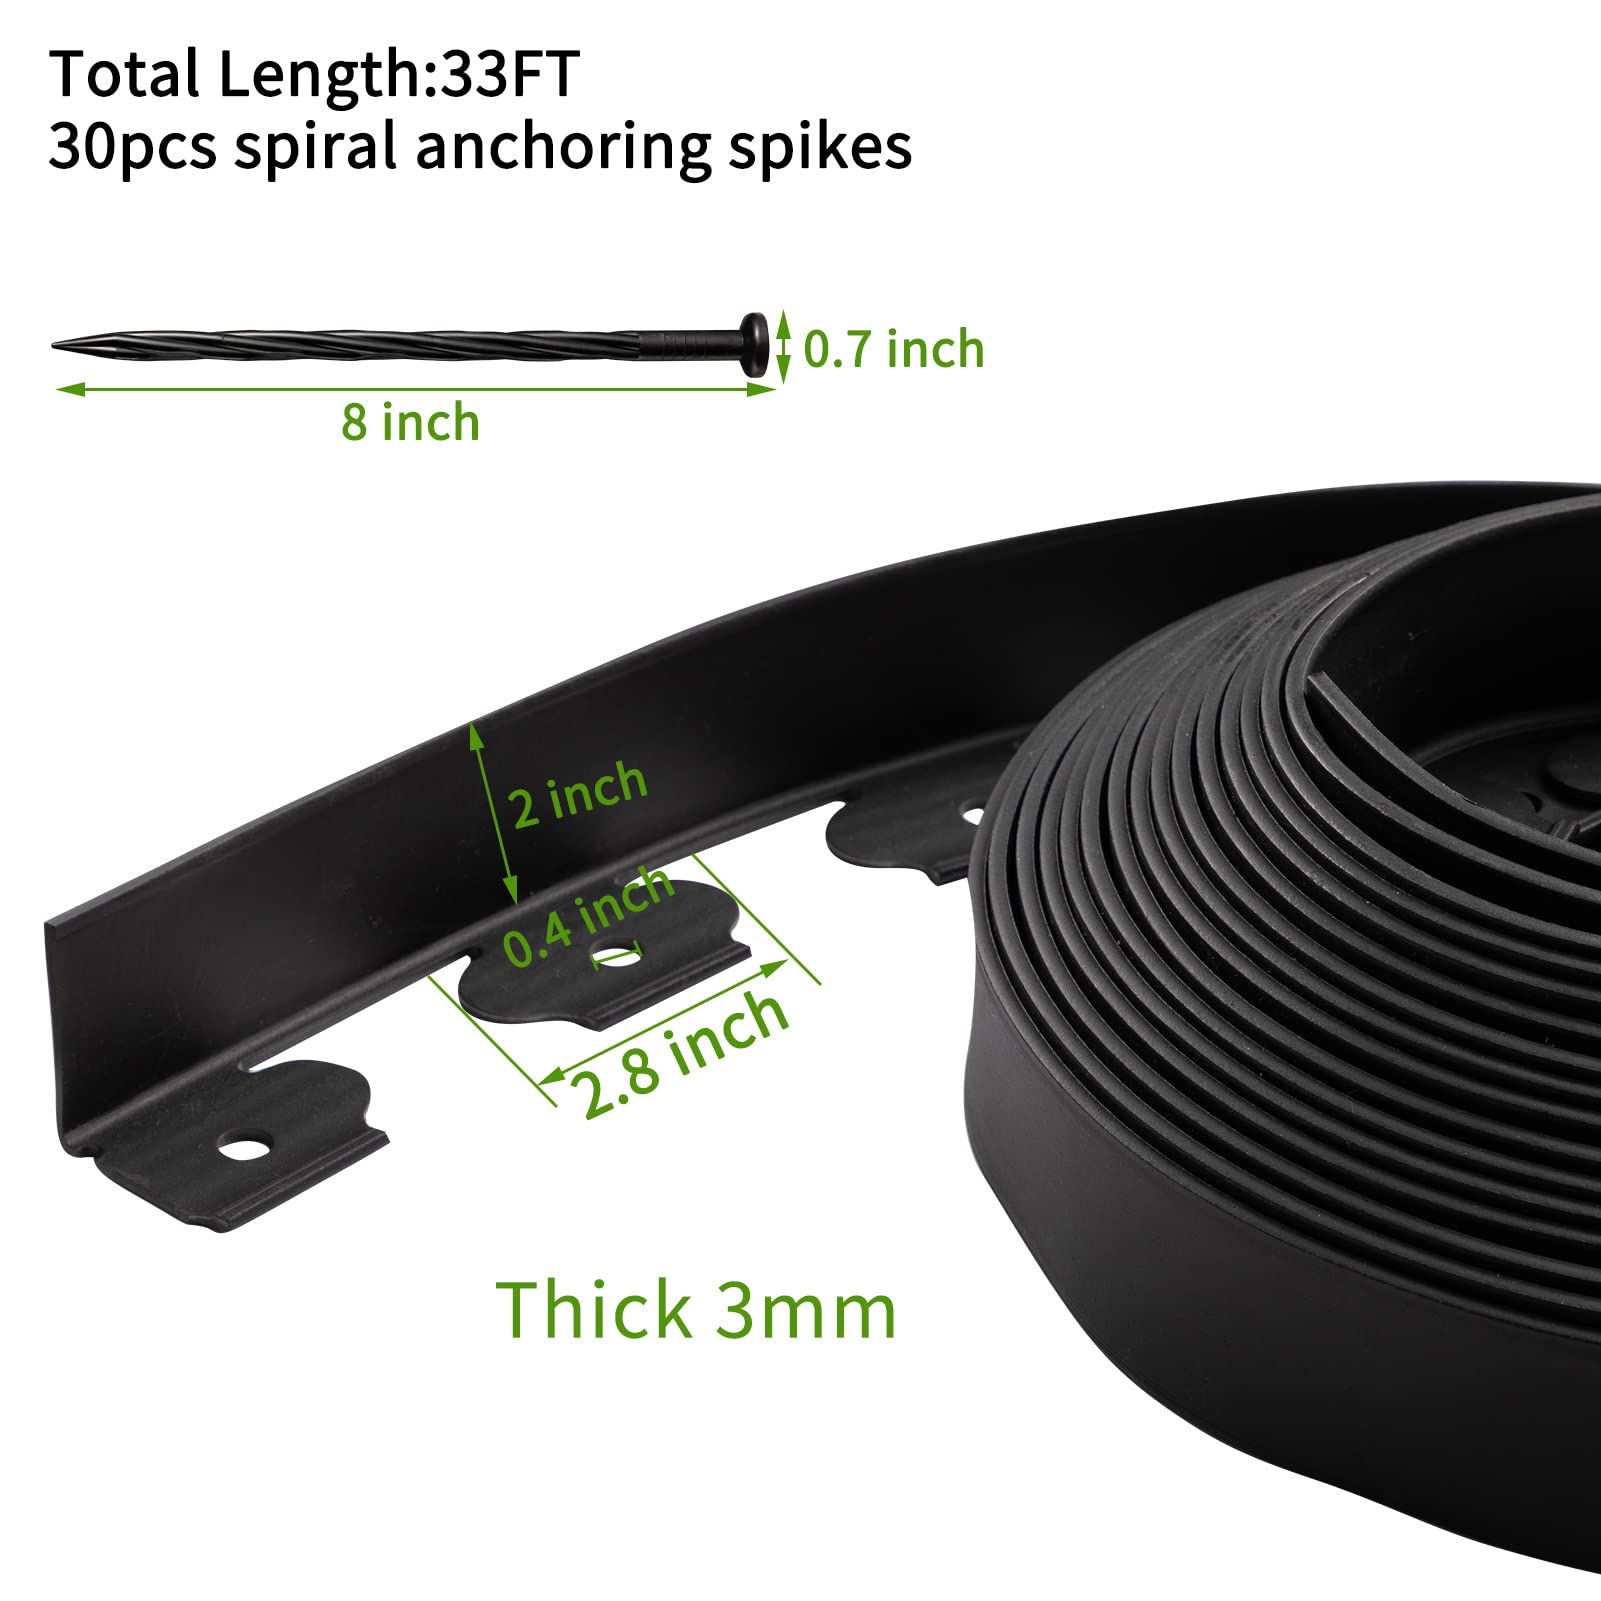 Total Length:33FT
30pcs spiral anchoring spikes
0.7 inch
8 inch
2 inch
0.4 inch
2.8 inch
Thick 3mm